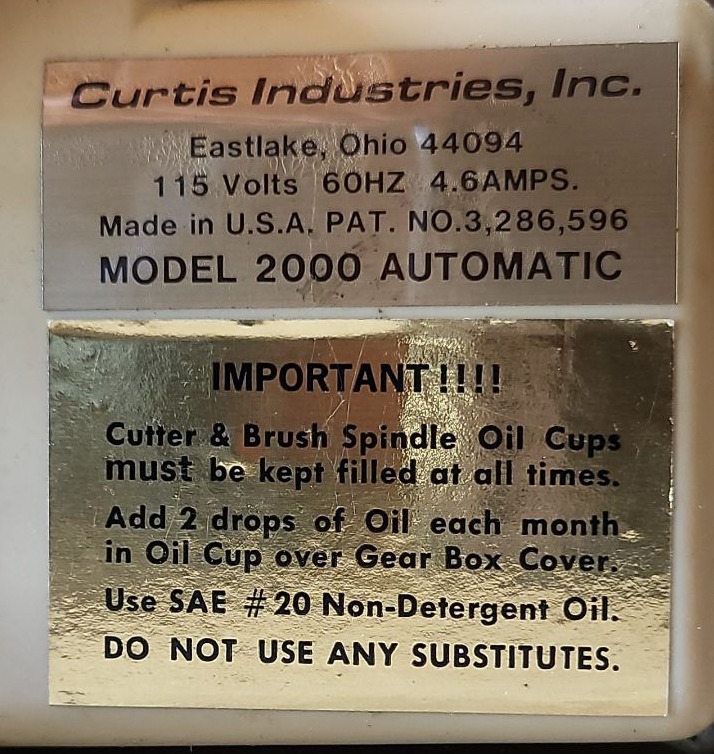 Curtis Industries, Inc.
Eastlake, Ohio 44094
115 Volts 60HZ 4.6AMPS.
Made in U.S.A. PAT. NO.3,286,596
MODEL 2000 AUTOMATIC
IMPORTANT!!!!
Cutter & Brush Spindle Oil Cups
must be kept filled at all times.
Add 2 drops of Oil each month
in Oil Cup over Gear Box Cover.
Use SAE #20 Non-Detergent Oil.
DO NOT USE ANY SUBSTITUTES.